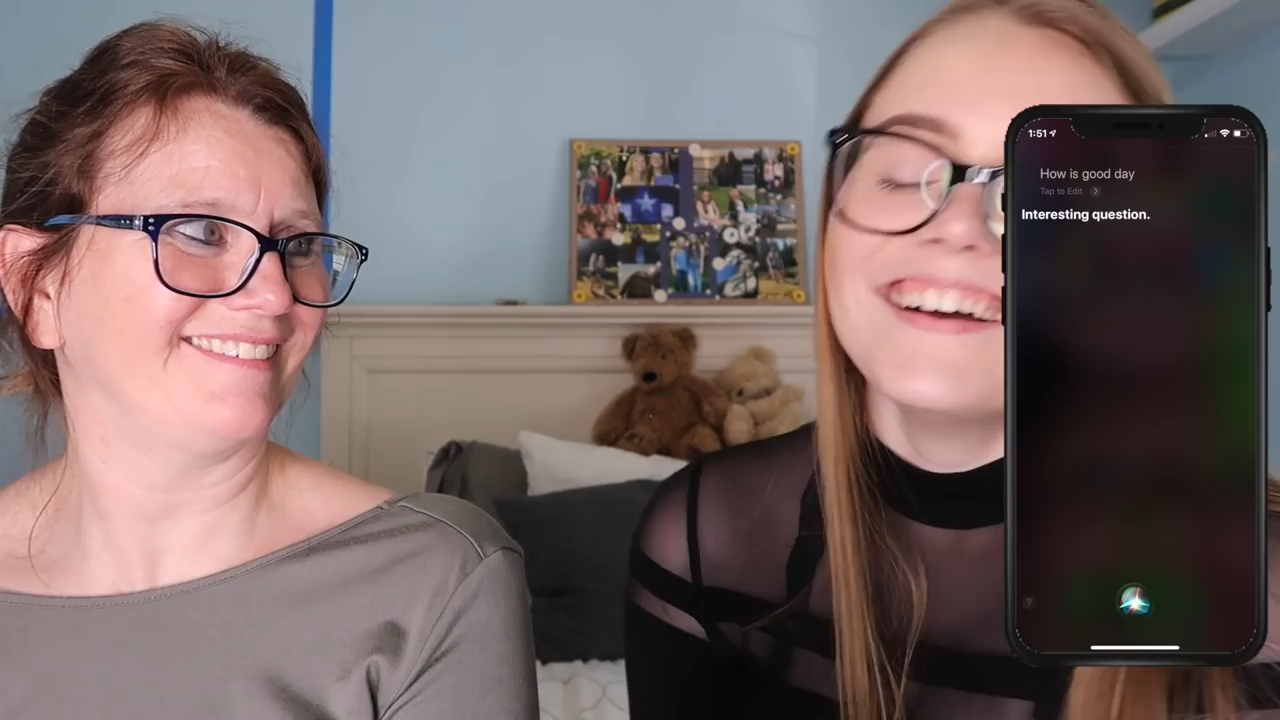 1:51
How is good day
Tap to Edit
Interesting question.
?